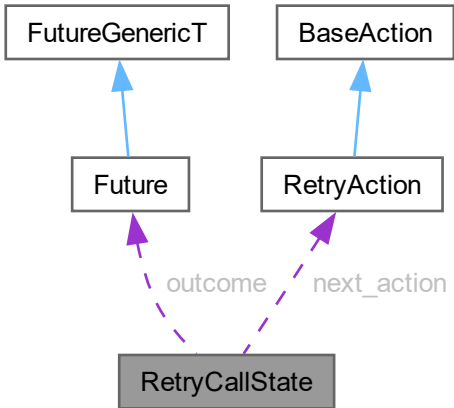 FutureGenericT
BaseAction
Future
RetryAction
outcome
next_action
RetryCallState